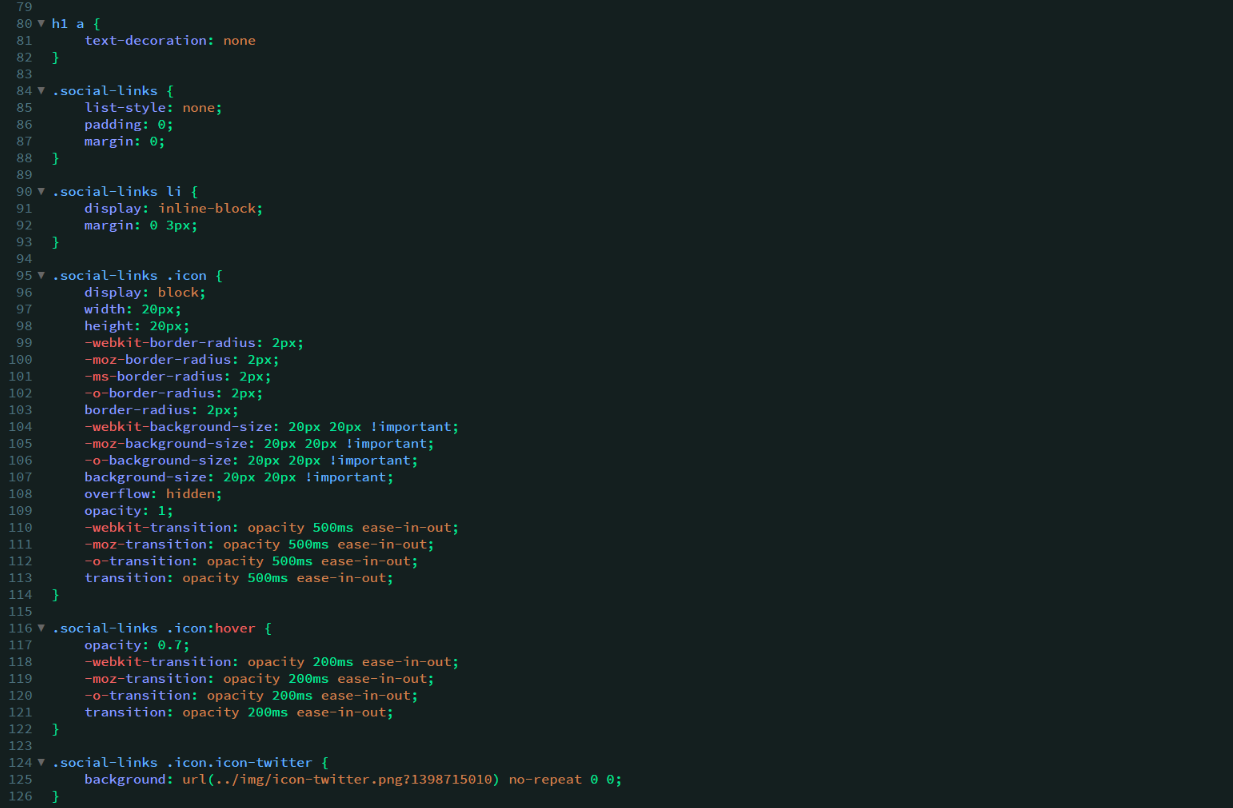 79
80 h1 a {
81 text-decoration: none
82 }
83
84 .social-links {
85 list-style: none;
86 padding: 0;
87 margin: 0;
88 }
89
90 .social-links li {
91 display: inline-block;
92 margin: 0 3px;
93 }
94
95 .social-links .icon {
96 display: block;
97 width: 20px;
98 height: 20px;
99 -webkit-border-radius: 2px;
100 -moz-border-radius: 2px;
101 -ms-border-radius: 2px;
102 -o-border-radius: 2px;
103 border-radius: 2px;
104 -webkit-background-size: 20px 20px !important;
105 -moz-background-size: 20px 20px !important;
106 -o-background-size: 20px 20px !important;
107 background-size: 20px 20px !important;
108 overflow: hidden;
109 opacity: 1;
110 -webkit-transition: opacity 500ms ease-in-out;
111 -moz-transition: opacity 500ms ease-in-out;
112 -o-transition: opacity 500ms ease-in-out;
113 transition: opacity 500ms ease-in-out;
114 }
115
116 .social-links .icon:hover {
117 opacity: 0.7;
118 -webkit-transition: opacity 200ms ease-in-out;
119 -moz-transition: opacity 200ms ease-in-out;
120 -o-transition: opacity 200ms ease-in-out;
121 transition: opacity 200ms ease-in-out;
122 }
123
124 .social-links .icon.icon-twitter {
125 background: url(../img/icon-twitter.png?1398715010) no-repeat 0 0;
126 }